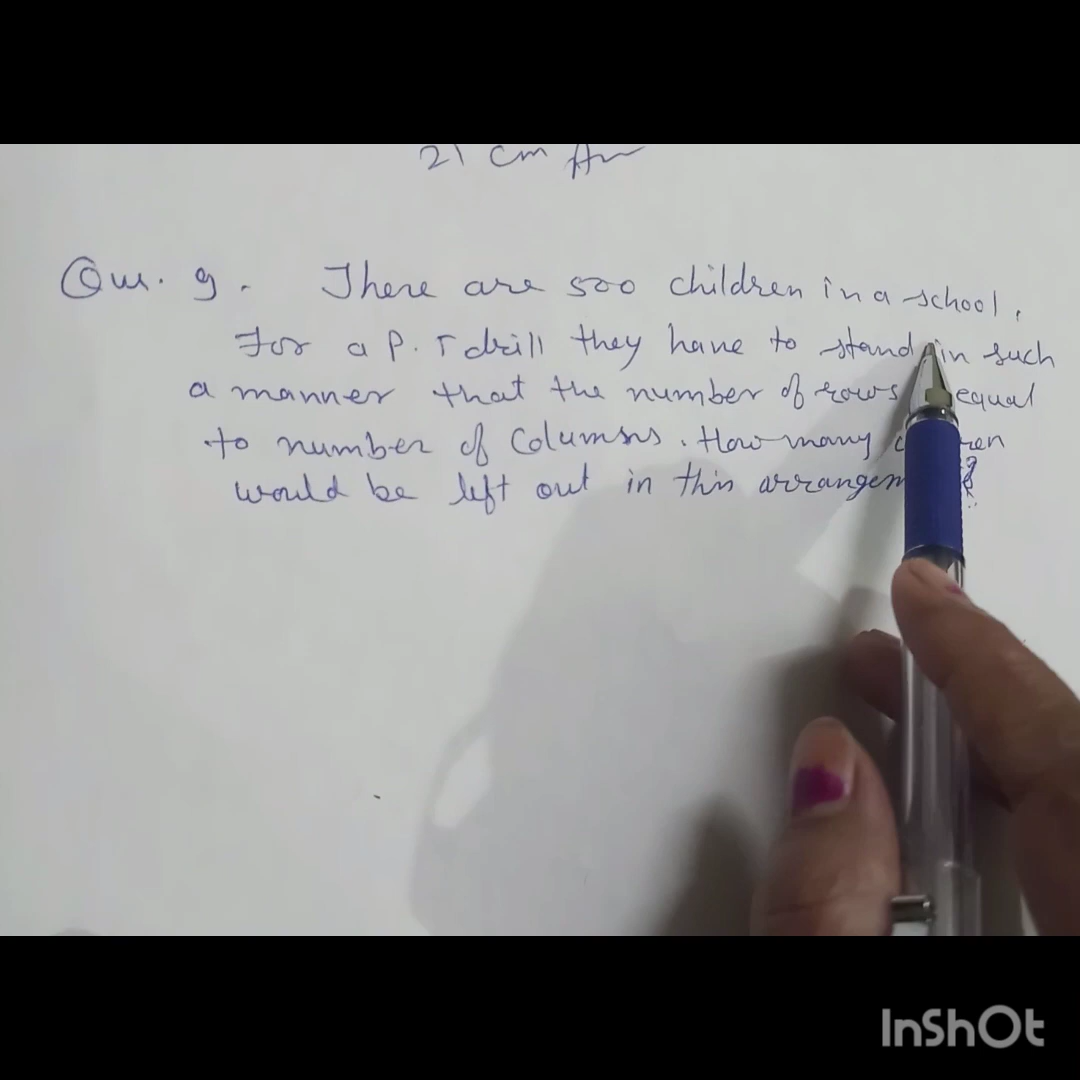 21 cm
Que. 9. There are 500 children in a school.
For a P.T drill they have to stand in such
a manner that the number of rows equal
to number of Columns. How many
would be left out in this
InShOt